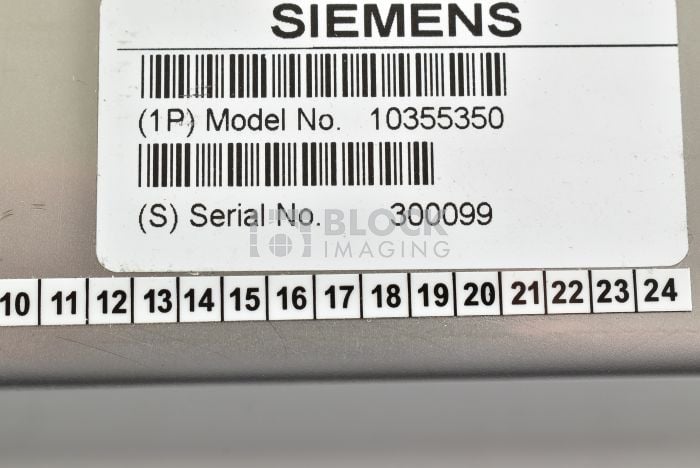 SIEMENS
(1P) Model No. 10355350
(S) Serial No. 300099
BLOCK
IMAGING
10 11 12 13 14 15 16 17 18 19 20 21 22 23 24